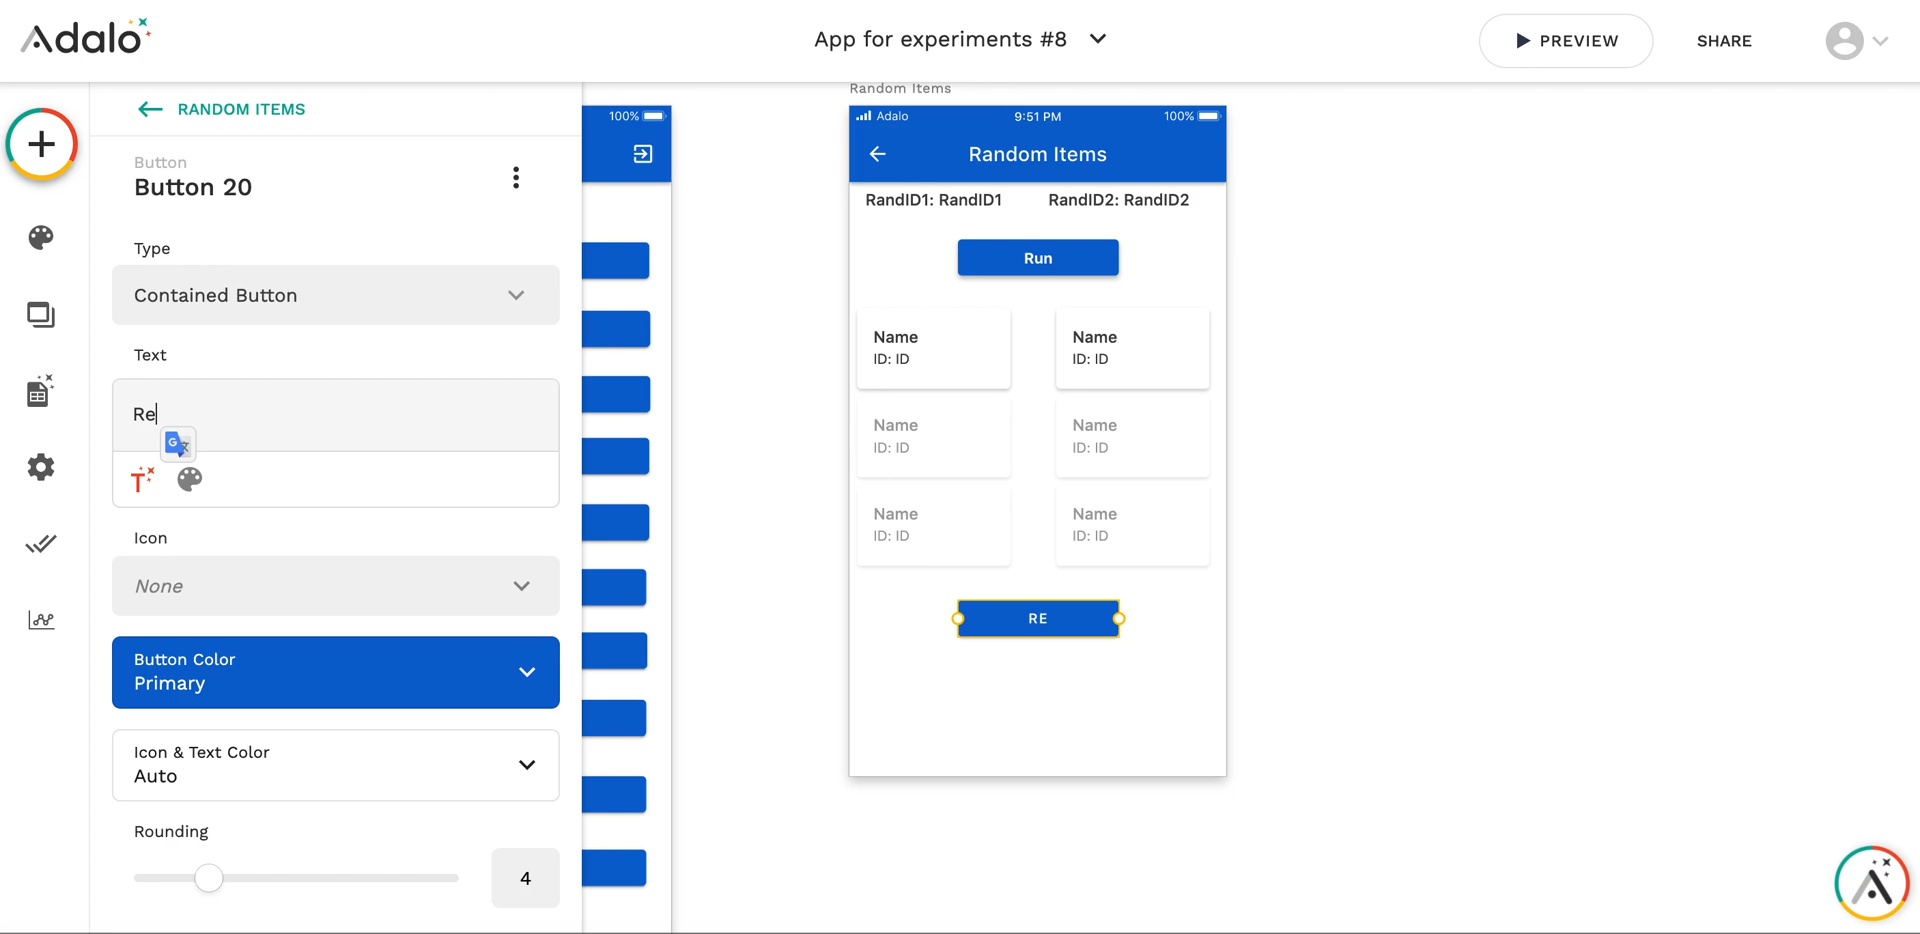 Adalo
App for experiments #8
PREVIEW
SHARE
RANDOM ITEMS
Button
Button 20
Type
Contained Button
Text
Re
G
T
Icon
None
Button Color
Primary
Icon & Text Color
Auto
Rounding
4
100%
Random Items
Adalo
9:51 PM
100%
Random Items
RandID1: RandID1
RandID2: RandID2
Run
Name
ID: ID
Name
ID: ID
Name
ID: ID
Name
ID: ID
Name
ID: ID
Name
ID: ID
RE